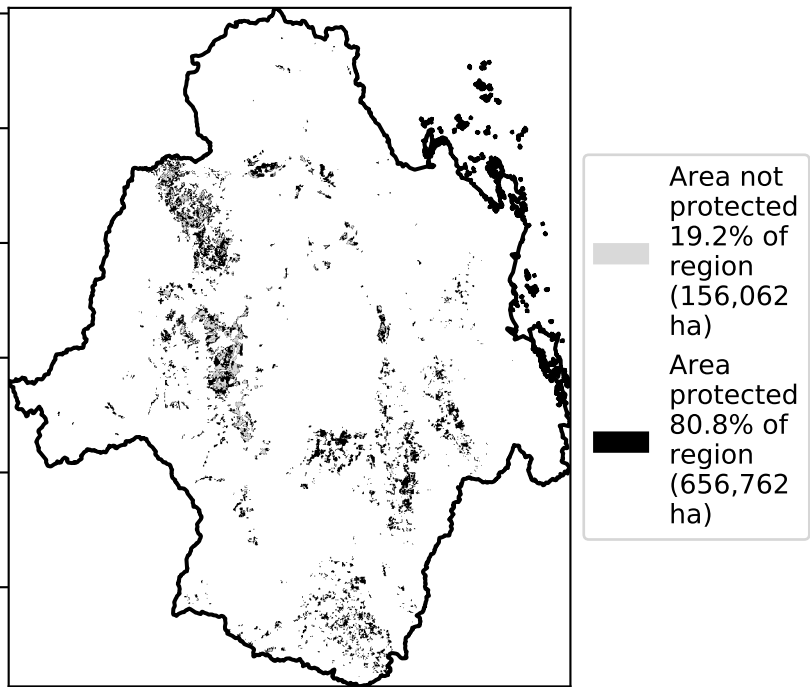 Area not
protected
19.2% of
region
(156,062
ha)
Area
protected
80.8% of
region
(656,762
ha)